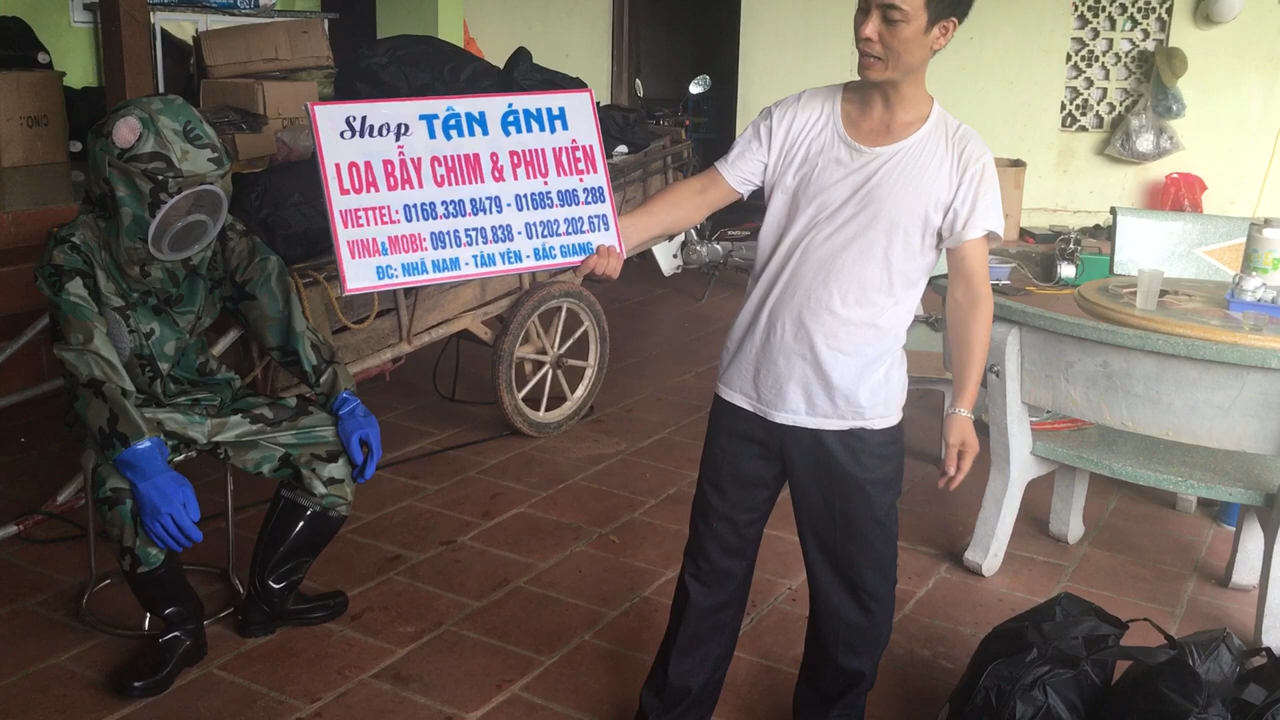 Shop TÂN ÁNH
LOA BẪY CHIM & PHỤ KIỆN
VIETTEL: 0168.330.8479 - 01685.906.288
VINA&MOBI: 0916.579.838 - 01202.202.679
ĐC: NHÃ NAM - TÂN YÊN - BẮC GIANG